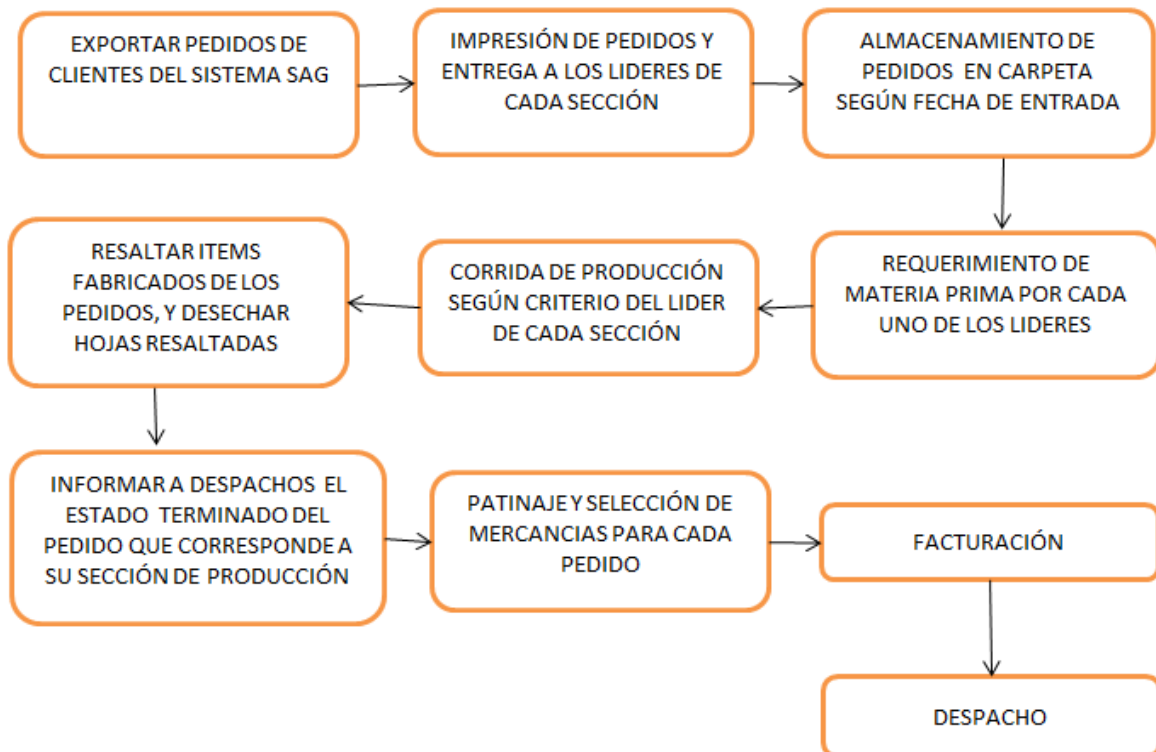 EXPORTAR PEDIDOS DE
CLIENTES DEL SISTEMA SAG
IMPRESIÓN DE PEDIDOS Y
ENTREGA A LOS LIDERES DE
CADA SECCIÓN
ALMACENAMIENTO DE
PEDIDOS EN CARPETA
SEGÚN FECHA DE ENTRADA
REQUERIMIENTO DE
MATERIA PRIMA POR CADA
UNO DE LOS LIDERES
CORRIDA DE PRODUCCIÓN
SEGÚN CRITERIO DEL LIDER
DE CADA SECCIÓN
RESALTAR ITEMS
FABRICADOS DE LOS
PEDIDOS, Y DESECHAR
HOJAS RESALTADAS
INFORMAR A DESPACHOS EL
ESTADO TERMINADO DEL
PEDIDO QUE CORRESPONDE A
SU SECCIÓN DE PRODUCCIÓN
PATINAJE Y SELECCIÓN DE
MERCANCIAS PARA CADA
PEDIDO
FACTURACIÓN
DESPACHO